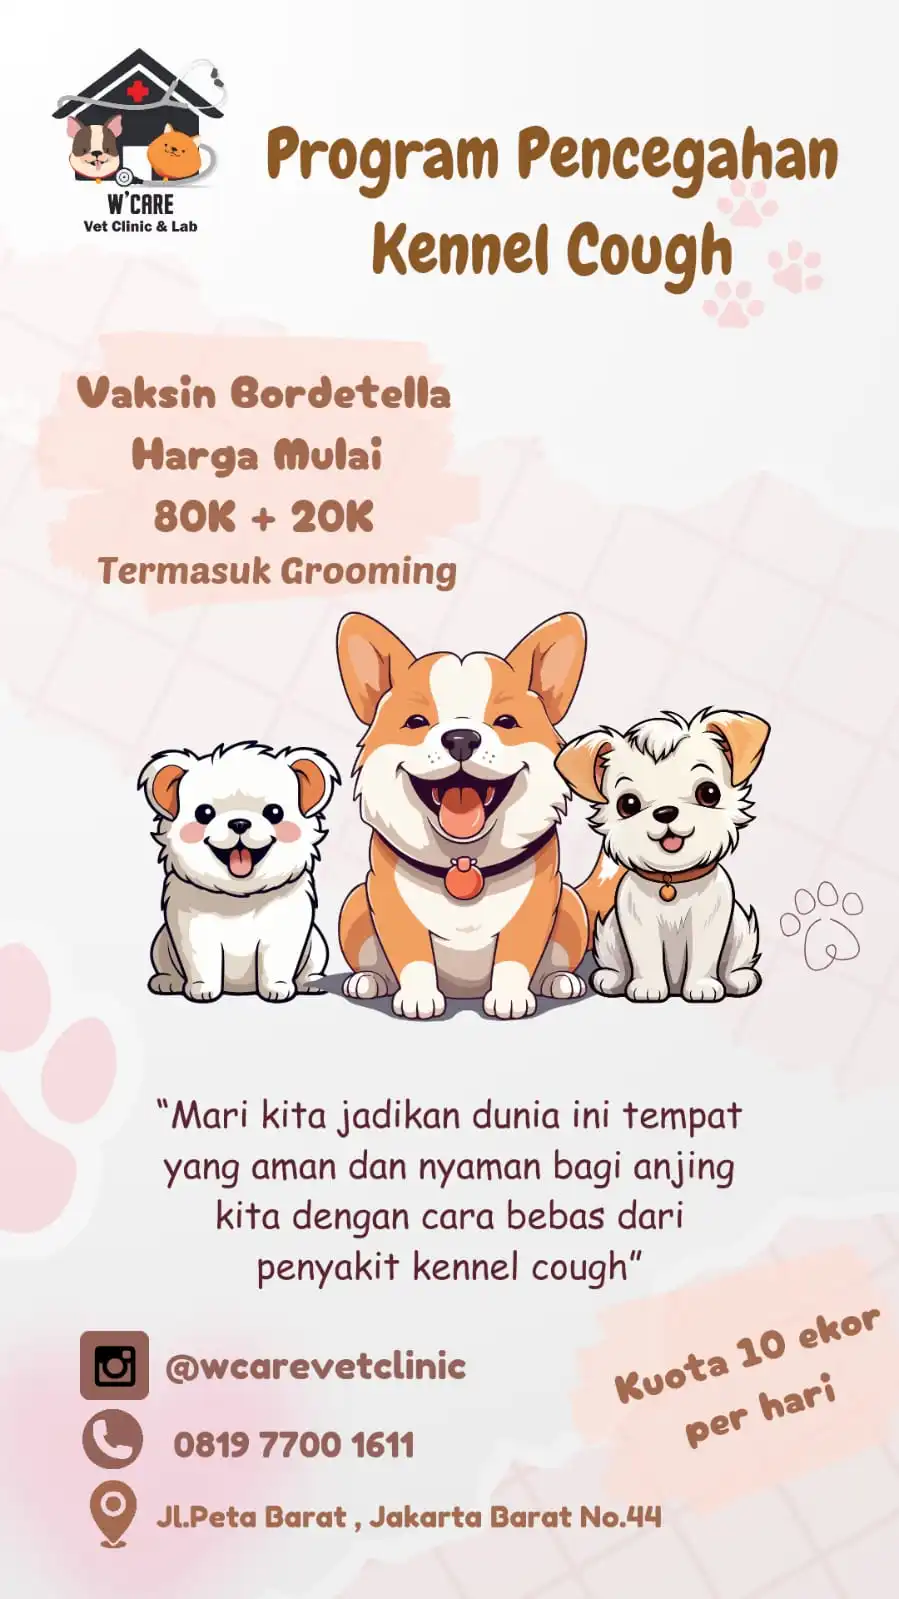 W'CARE
Vet Clinic & Lab
Program Pencegahan
Kennel Cough
Vaksin Bordetella
Harga Mulai
80K + 20K
Termasuk Grooming
“Mari kita jadikan dunia ini tempat
yang aman dan nyaman bagi anjing
kita dengan cara bebas dari
penyakit kennel cough”
Kuota 10 ekor
per hari
@wcarevetclinic
0819 7700 1611
Jl.Peta Barat , Jakarta Barat No.44